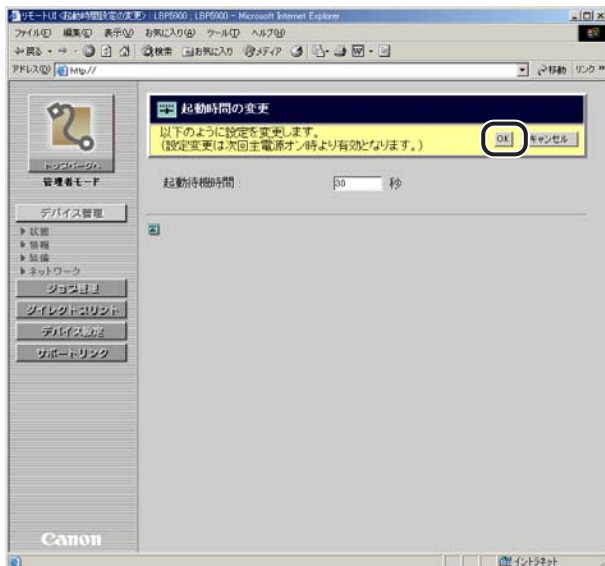 リモートUI <起動時間設定の変更> : LBP5900 ; LBP5900 - Microsoft Internet Explorer
ファイル(F) 編集(E) 表示(V) お気に入り(A) ツール(T) ヘルプ(H)
戻る 検索 お気に入り メディア
アドレス(D) http:// 移動 リンク »
起動時間の変更
以下のように設定を変更します。
(設定変更は次回主電源オン時より有効となります。)
OK キャンセル
トップページへ
管理者モード
起動待機時間 : 30 秒
デバイス管理
状態
情報
装備
ネットワーク
ジョブ管理
ダイレクトプリント
デバイス設定
サポートリンク
Canon
イントラネット